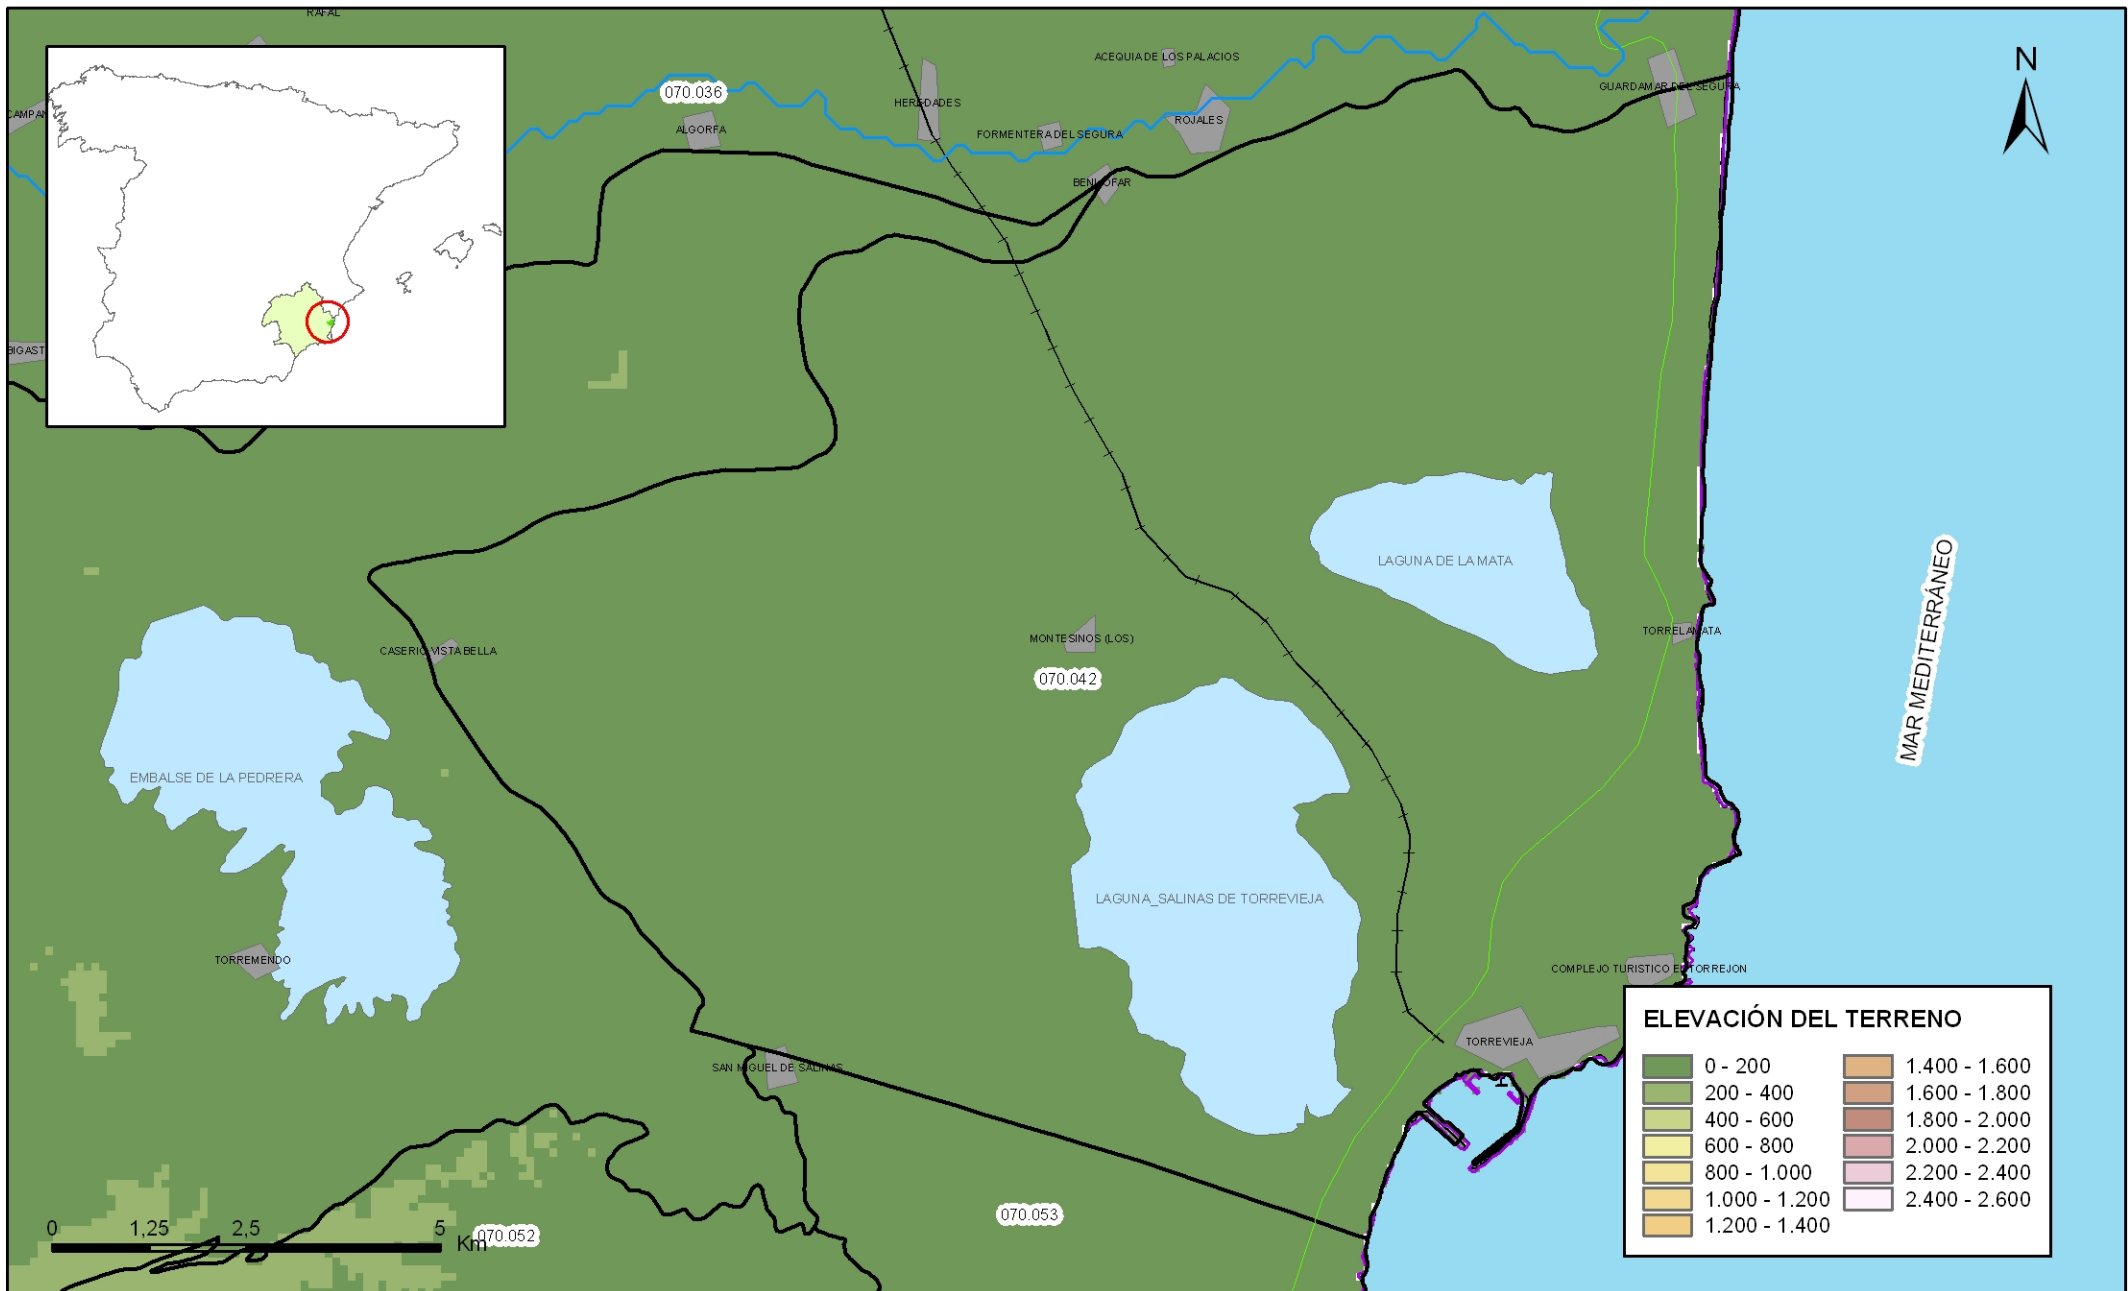 RAFAL
N
ACEQUIA DE LOS PALACIOS
GUARDAMAR DEL SEGURA
070.036
HEREDADES
CAMPAN
ROJALES
ALGORFA
FORMENTERA DEL SEGURA
BENIJOFAR
BIGAST
LAGUNA DE LA MATA
MAR MEDITERRÁNEO
TORRELAMATA
MONTESINOS (LOS)
CASERIO VISTABELLA
070.042
EMBALSE DE LA PEDRERA
LAGUNA_SALINAS DE TORREVIEJA
TORREMENDO
COMPLEJO TURISTICO EL TORREJON
TORREVIEJA
SAN MIGUEL DE SALINAS
070.053
070.052
0 1,25 2,5 5
Km
ELEVACIÓN DEL TERRENO
0 - 200
200 - 400
400 - 600
600 - 800
800 - 1.000
1.000 - 1.200
1.200 - 1.400
1.400 - 1.600
1.600 - 1.800
1.800 - 2.000
2.000 - 2.200
2.200 - 2.400
2.400 - 2.600